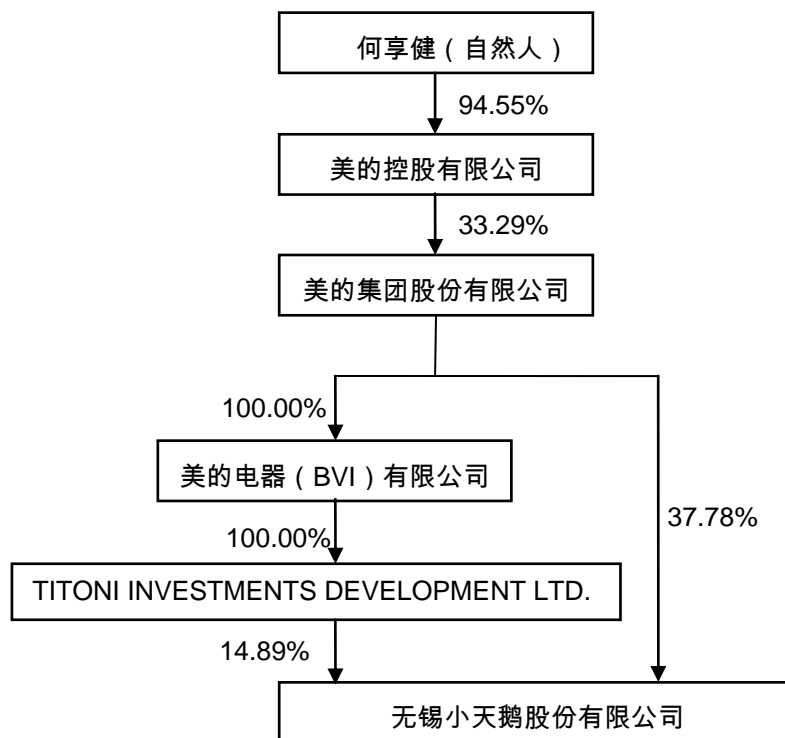 何享健（自然人）
94.55%
美的控股有限公司
33.29%
美的集团股份有限公司
100.00%
美的电器（BVI）有限公司
37.78%
100.00%
TITONI INVESTMENTS DEVELOPMENT LTD.
14.89%
无锡小天鹅股份有限公司